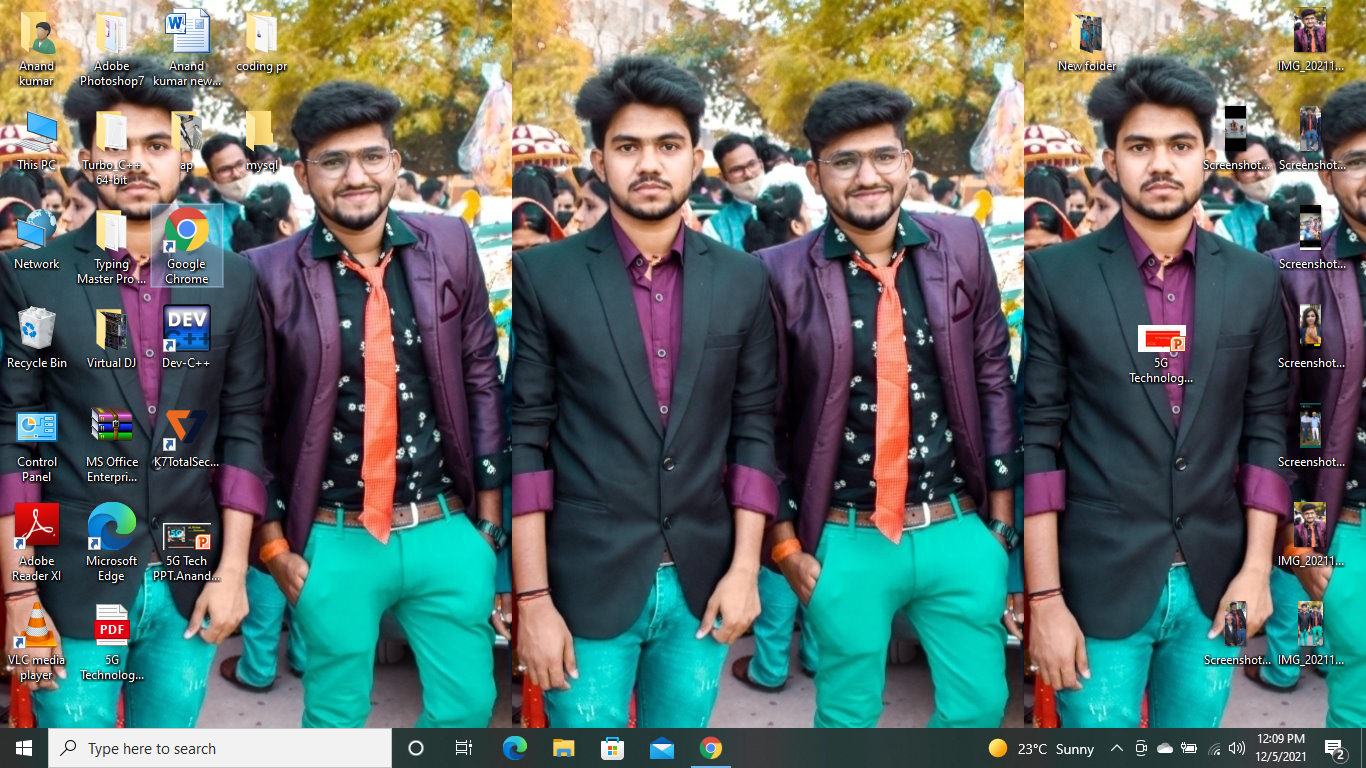 Anand
kumar
Adobe
Photoshop7
Anand
kumar new...
coding pr
New folder
IMG_20211...
This PC
Turbo_C++
64-bit
ap
mysql
Screenshot...
Screenshot...
Network
Typing
Master Pro ...
Google
Chrome
Screenshot...
Recycle Bin
Virtual DJ
DEV
C++
Dev-C++
5G
Technolog...
Screenshot...
Control
Panel
MS Office
Enterpri...
K7TotalSec...
Screenshot...
Adobe
Reader XI
Microsoft
Edge
5G Tech
PPT.Anand...
IMG_20211...
VLC media
player
PDF
5G
Technolog...
Screenshot...
IMG_20211...
Type here to search
23°C Sunny
12:09 PM
12/5/2021
2